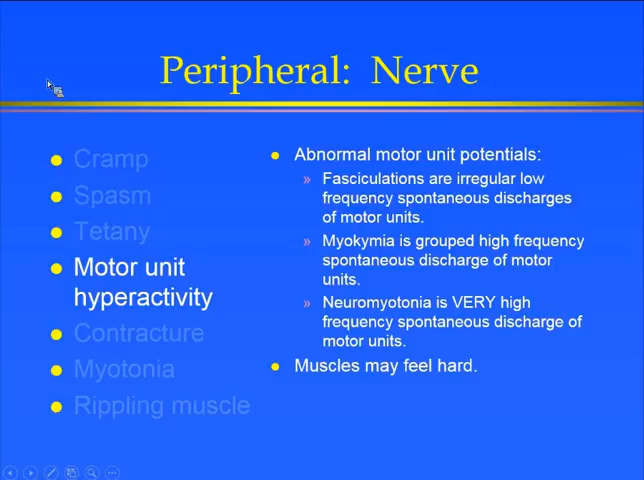 Peripheral: Nerve
Cramp
Spasm
Tetany
Motor unit
hyperactivity
Contracture
Myotonia
Rippling muscle
Abnormal motor unit potentials:
» Fasciculations are irregular low
frequency spontaneous discharges
of motor units.
» Myokymia is grouped high frequency
spontaneous discharge of motor
units.
» Neuromyotonia is VERY high
frequency spontaneous discharge of
motor units.
Muscles may feel hard.